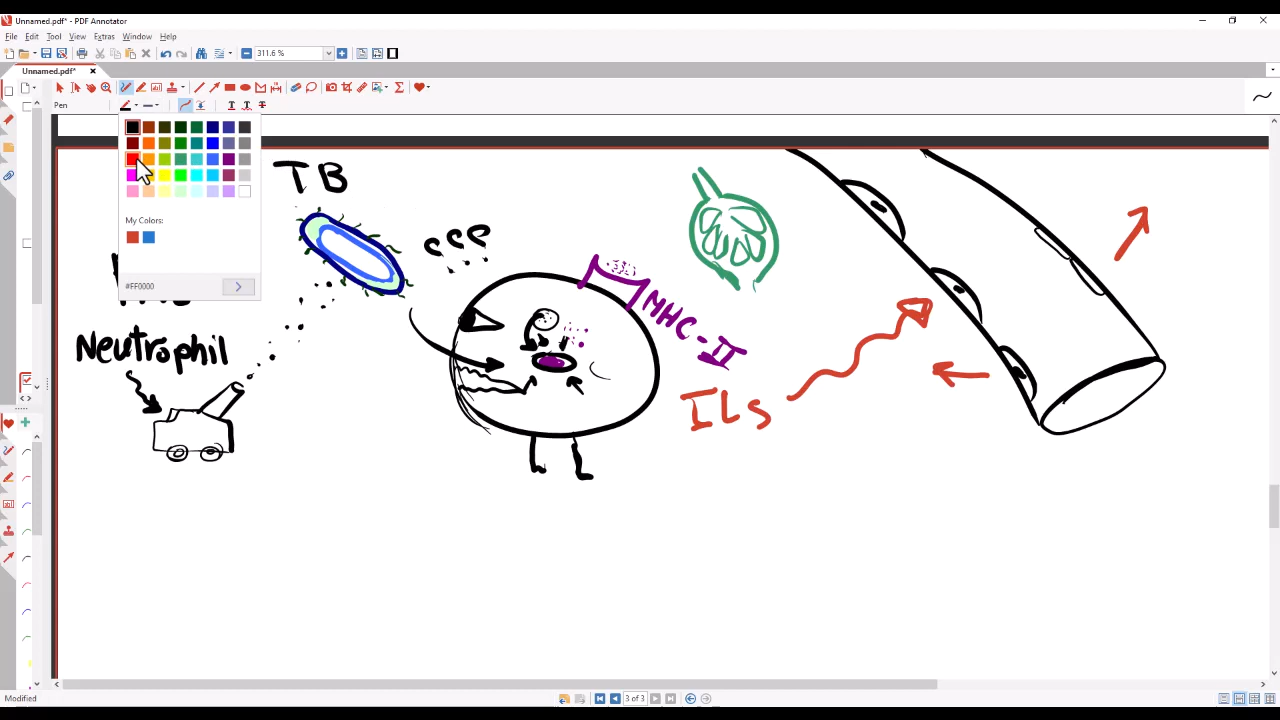 Unnamed.pdf* - PDF Annotator
File Edit Tool View Extras Window Help
311.6 %
Unnamed.pdf*
Pen
My Colors:
#FF0000
TB
Neutrophil
MHC-II
ILs
Modified
3 of 3